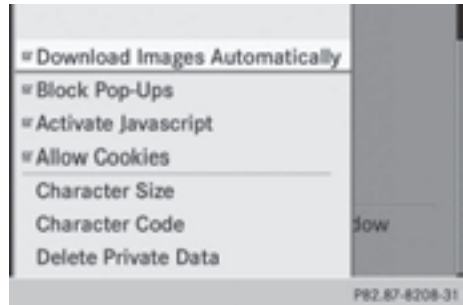 Download Images Automatically
Block Pop-Ups
Activate Javascript
Allow Cookies
Character Size
Character Code
Delete Private Data
P82.87-8208-31